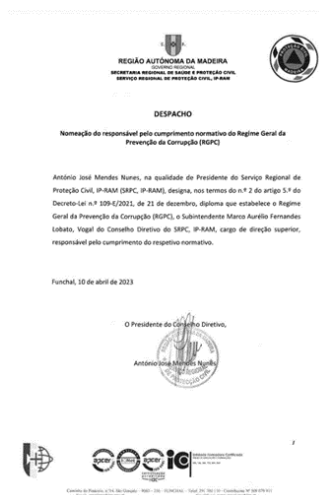 REGIÃO AUTÓNOMA DA MADEIRA
GOVERNO REGIONAL
SECRETARIA REGIONAL DE SAÚDE E PROTEÇÃO CIVIL
SERVIÇO REGIONAL DE PROTEÇÃO CIVIL, IP-RAM
DESPACHO
Nomeação do responsável pelo cumprimento normativo do Regime Geral da
Prevenção da Corrupção (RGPC)
António José Mendes Nunes, na qualidade de Presidente do Serviço Regional de
Proteção Civil, IP-RAM (SRPC, IP-RAM), designa, nos termos do n.º 2 do artigo 5.º do
Decreto-Lei n.º 109-E/2021, de 21 de dezembro, diploma que estabelece o Regime
Geral da Prevenção da Corrupção (RGPC), o Subintendente Marco Aurélio Fernandes
Lobato, Vogal do Conselho Diretivo do SRPC, IP-RAM, cargo de direção superior,
responsável pelo cumprimento do respetivo normativo.
Funchal, 10 de abril de 2023
O Presidente do Conselho Diretivo,
António José Mendes Nunes